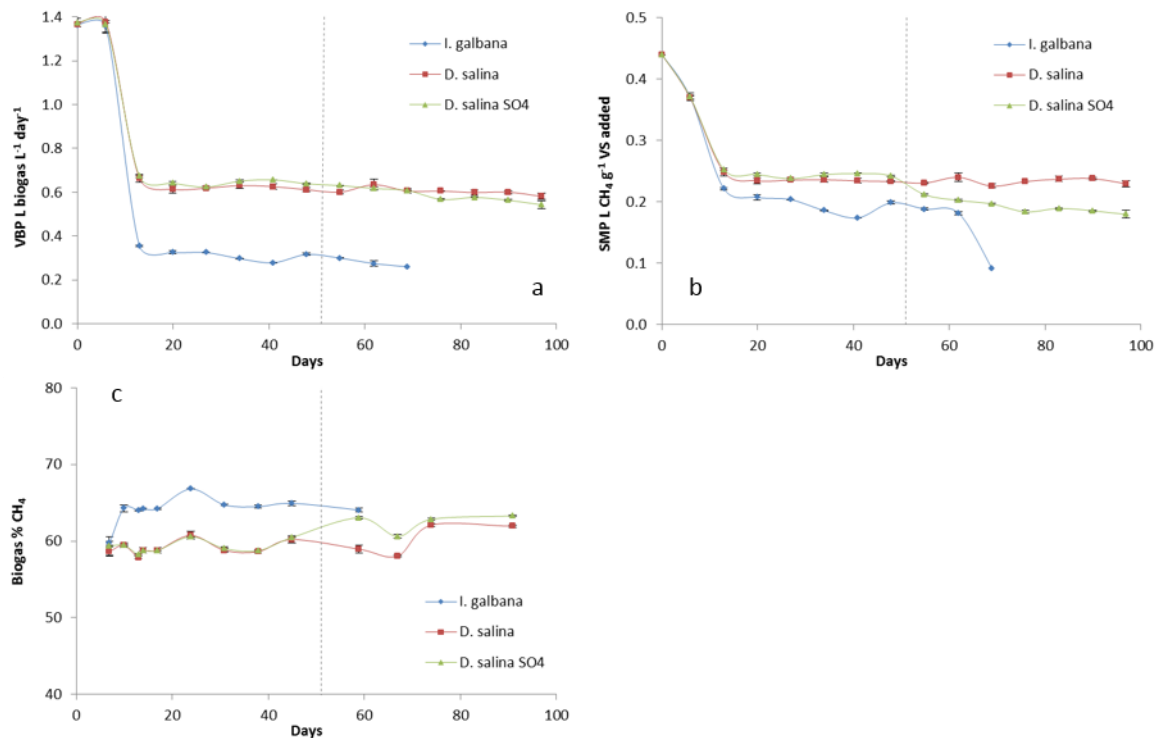 1.4
1.2
1.0
0.8
0.6
0.4
0.2
0.0
VBP L biogas L⁻¹ day⁻¹
I. galbana
D. salina
D. salina SO4
a
0 20 40 60 80 100
Days
0.5
0.4
0.3
0.2
0.1
0.0
SMP L CH₄ g⁻¹ VS added
I. galbana
D. salina
D. salina SO4
b
0 20 40 60 80 100
Days
c
80
70
60
50
40
Biogas % CH₄
I. galbana
D. salina
D. salina SO4
0 20 40 60 80 100
Days